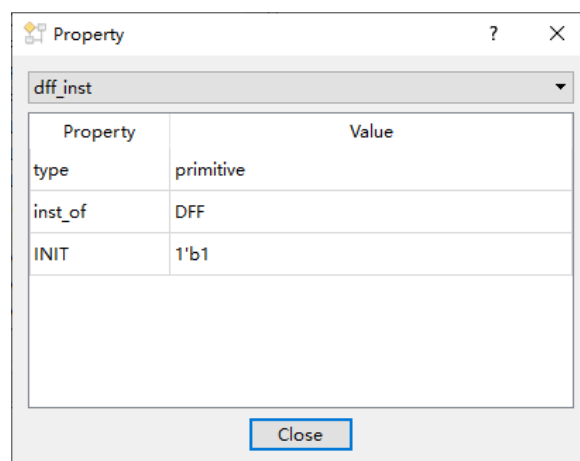 Property ?
dff_inst
Property Value
type primitive
inst_of DFF
INIT 1'b1
Close